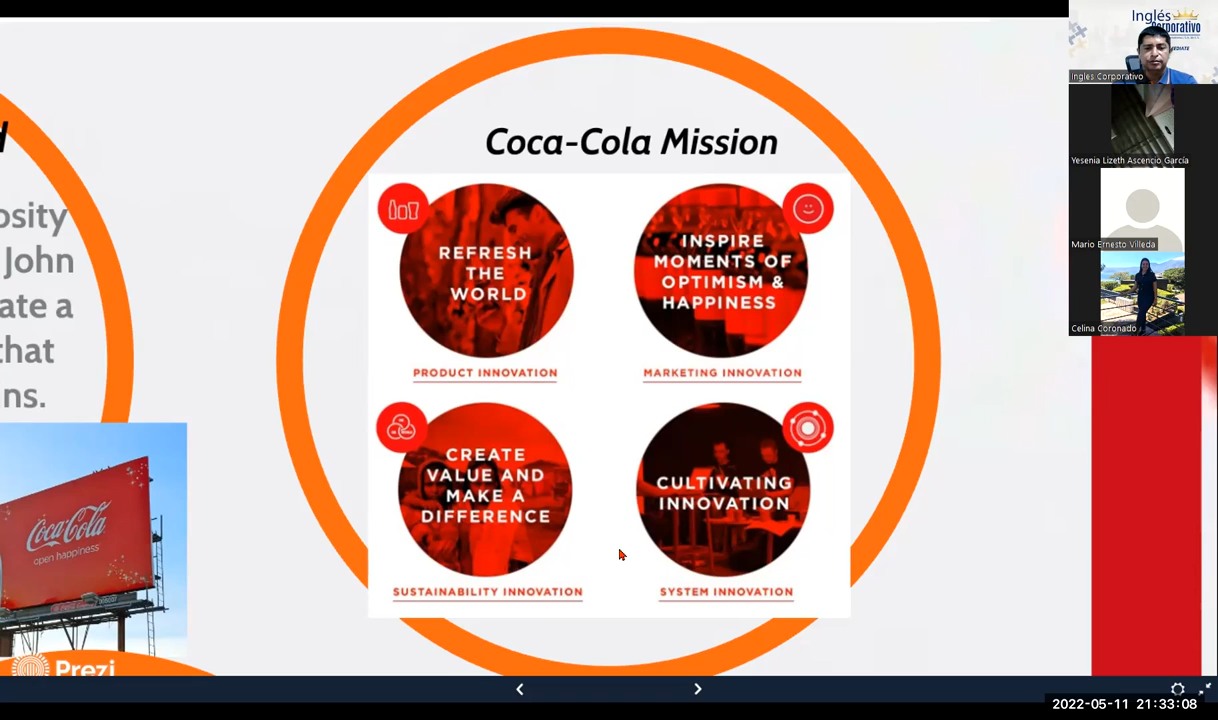 Coca-Cola Mission
REFRESH
THE
WORLD
PRODUCT INNOVATION
INSPIRE
MOMENTS OF
OPTIMISM &
HAPPINESS
MARKETING INNOVATION
CREATE
VALUE AND
MAKE A
DIFFERENCE
SUSTAINABILITY INNOVATION
CULTIVATING
INNOVATION
SYSTEM INNOVATION
osity
John
ate a
hat
ns.
Coca-Cola
open happiness
Prezi
Inglés
Corporativo
Ingles Corporativo
Yesenia Lizeth Ascencio García
Mario Ernesto Villeda
Celina Coronado
2022-05-11 21:33:08